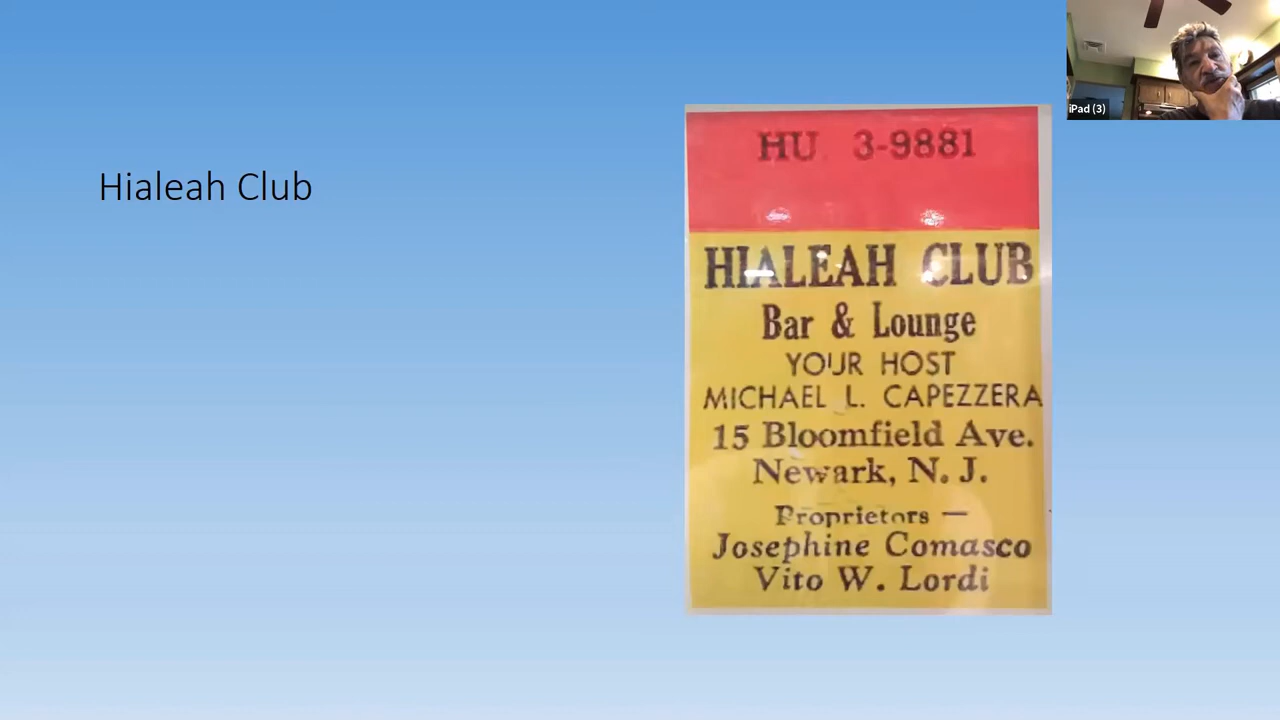 Hialeah Club
HU 3-9881
HIALEAH CLUB
Bar & Lounge
YOUR HOST
MICHAEL L. CAPEZZERA
15 Bloomfield Ave.
Newark, N. J.
Proprietors —
Josephine Comasco
Vito W. Lordi
iPad (3)